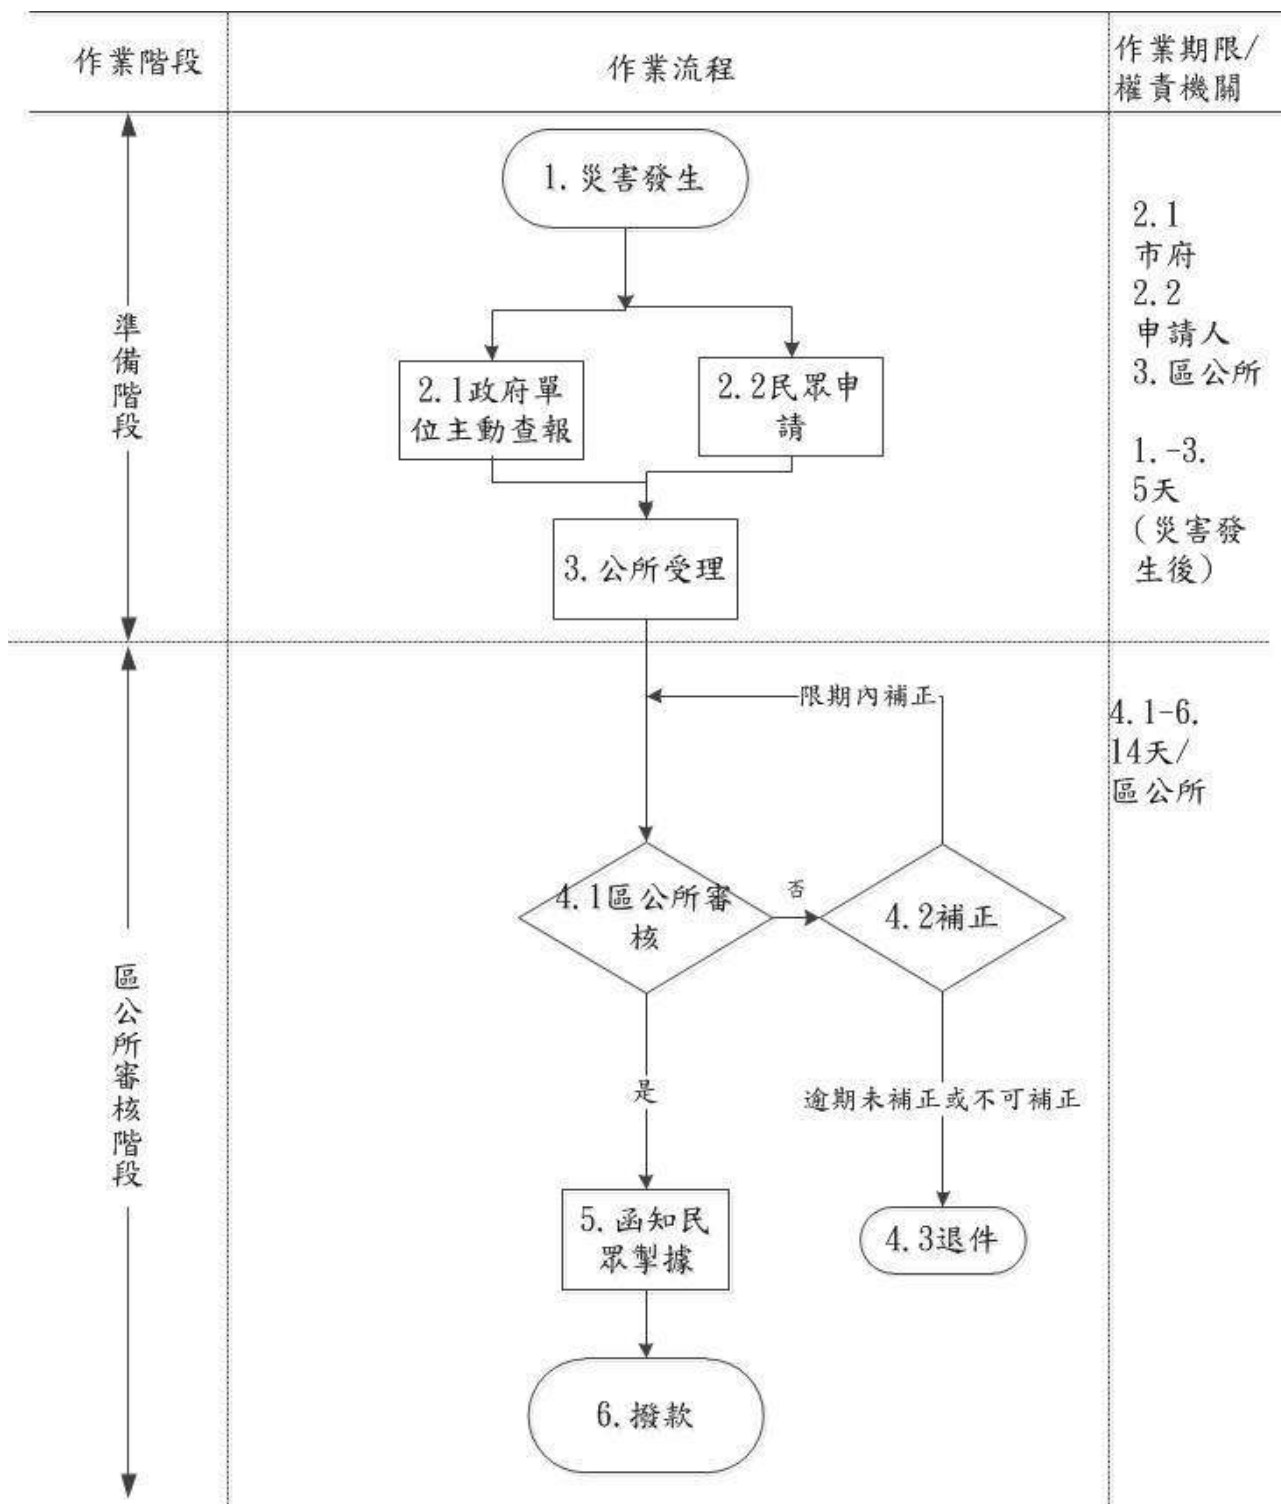 作業階段
作業流程
作業期限/
權責機關
準備階段
1.災害發生
2.1政府單
位主動查報
2.2民眾申
請
3.公所受理
2.1
市府
2.2
申請人
3.區公所
1.-3.
5天
(災害發
生後)
區公所審核階段
限期內補正
4.1區公所審
核
否
4.2補正
是
逾期未補正或不可補正
5.函知民
眾掣據
4.3退件
6.撥款
4.1-6.
14天/
區公所